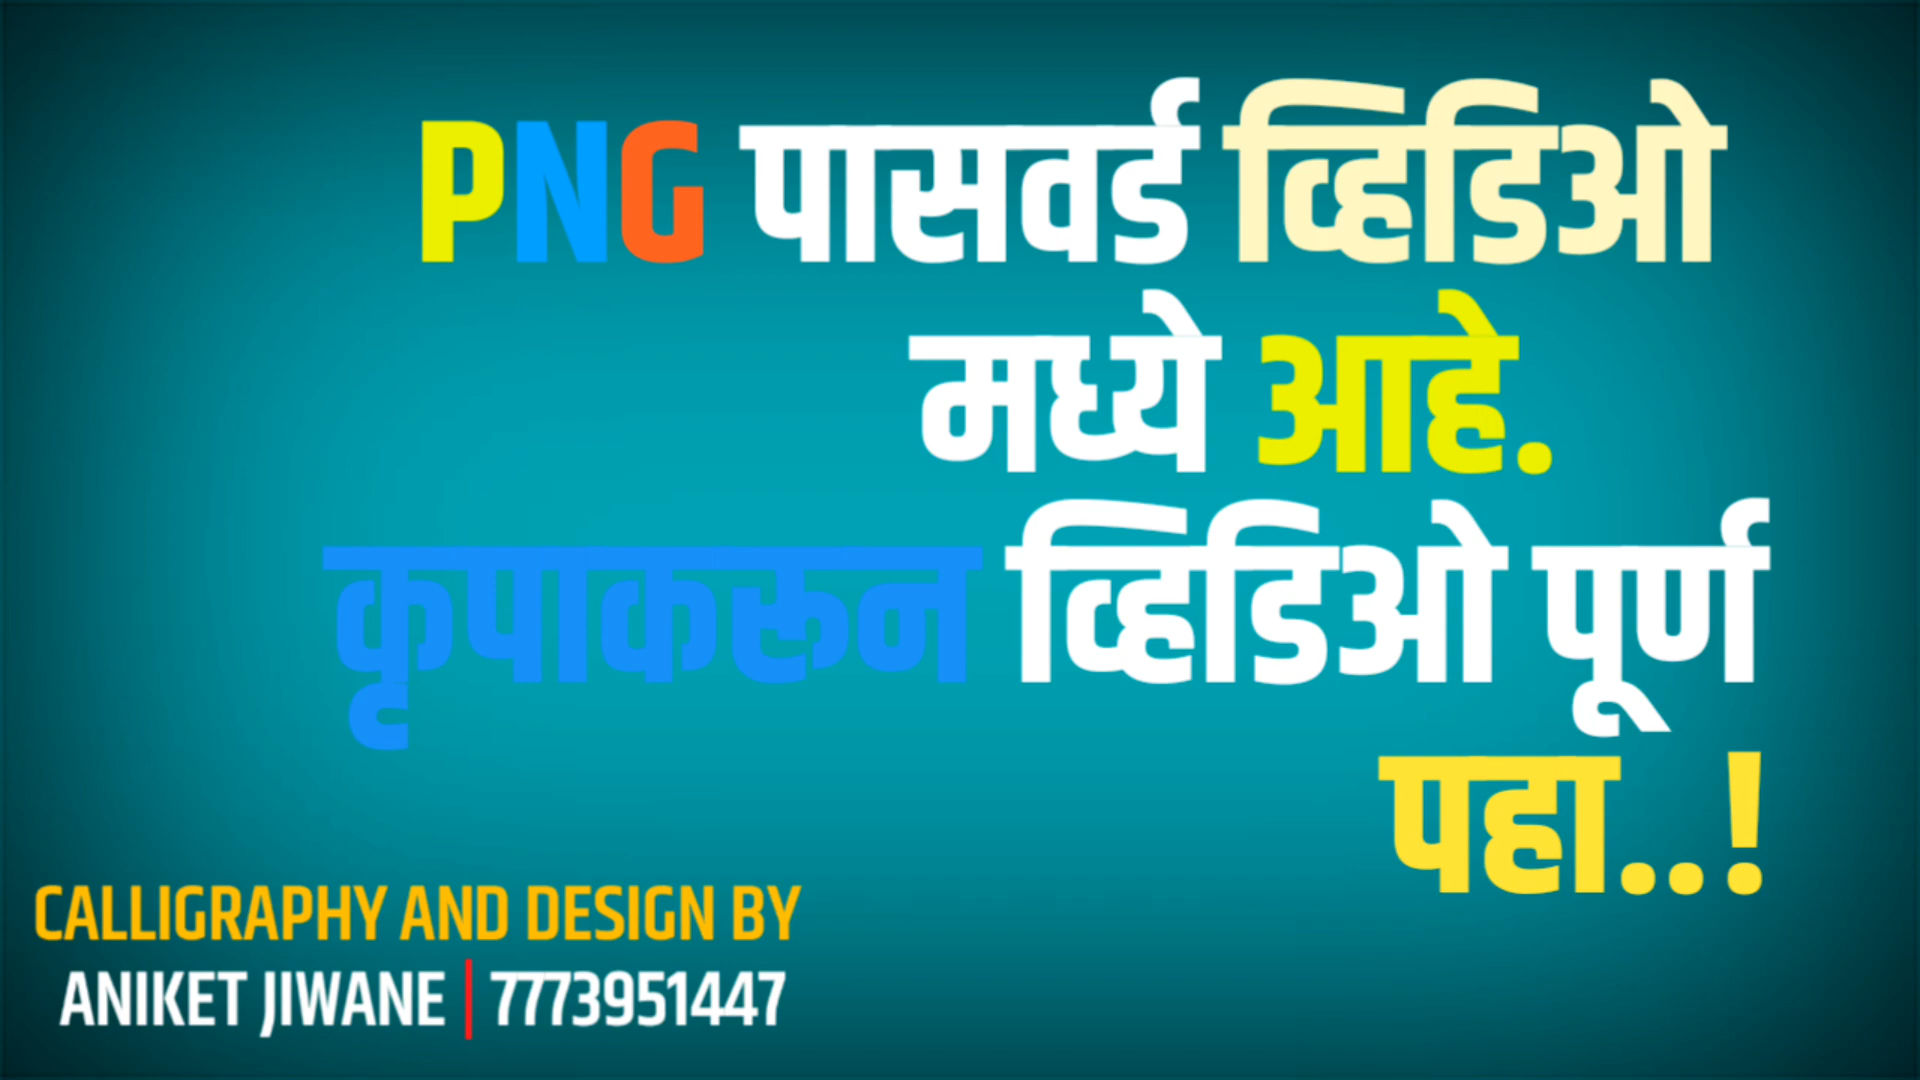 PNG पासवर्ड व्हिडिओ
मध्ये आहे.
कृपाकरून व्हिडिओ पूर्ण
पहा..!
CALLIGRAPHY AND DESIGN BY
ANIKET JIWANE | 7773951447